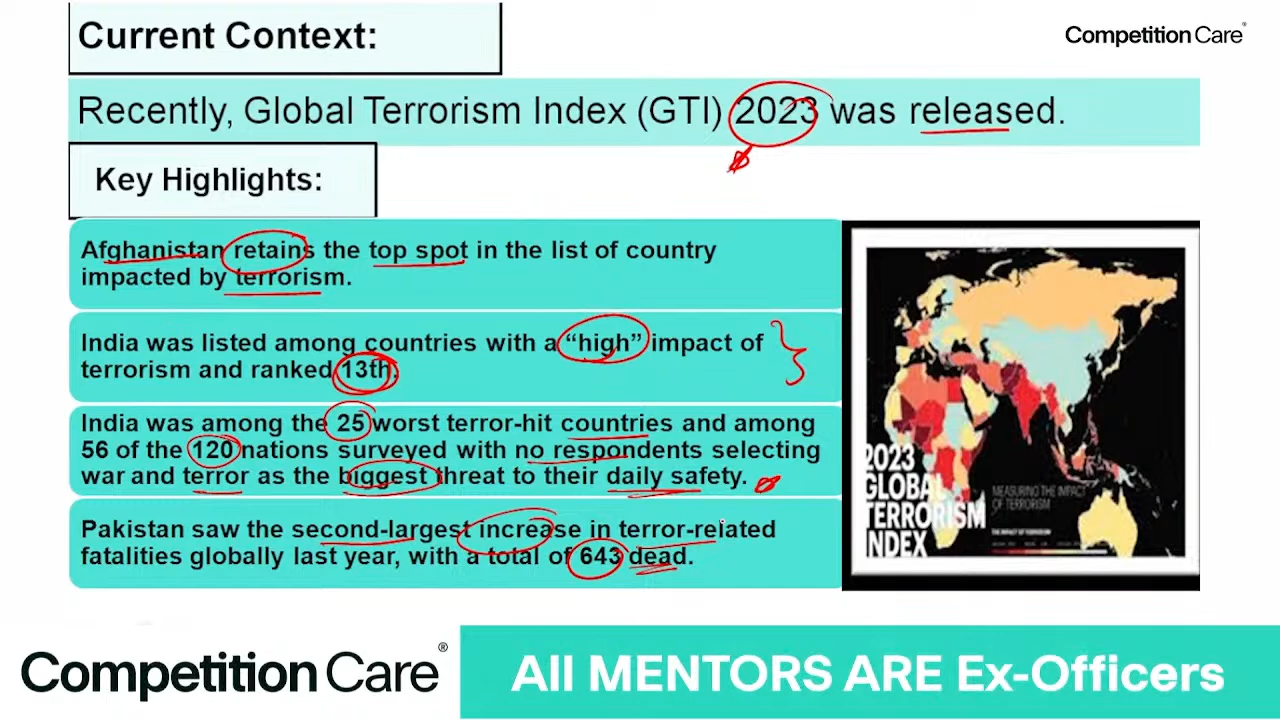 Current Context:
Competition Care®
Recently, Global Terrorism Index (GTI) 2023 was released.
Key Highlights:
Afghanistan retains the top spot in the list of country
impacted by terrorism.
India was listed among countries with a “high” impact of
terrorism and ranked 13th.
India was among the 25 worst terror-hit countries and among
56 of the 120 nations surveyed with no respondents selecting
war and terror as the biggest threat to their daily safety.
Pakistan saw the second-largest increase in terror-related
fatalities globally last year, with a total of 643 dead.
2023
GLOBAL
TERRORISM
INDEX
MEASURING THE IMPACT
OF TERRORISM
THE IMPACT OF TERRORISM
Competition Care®
All MENTORS ARE Ex-Officers